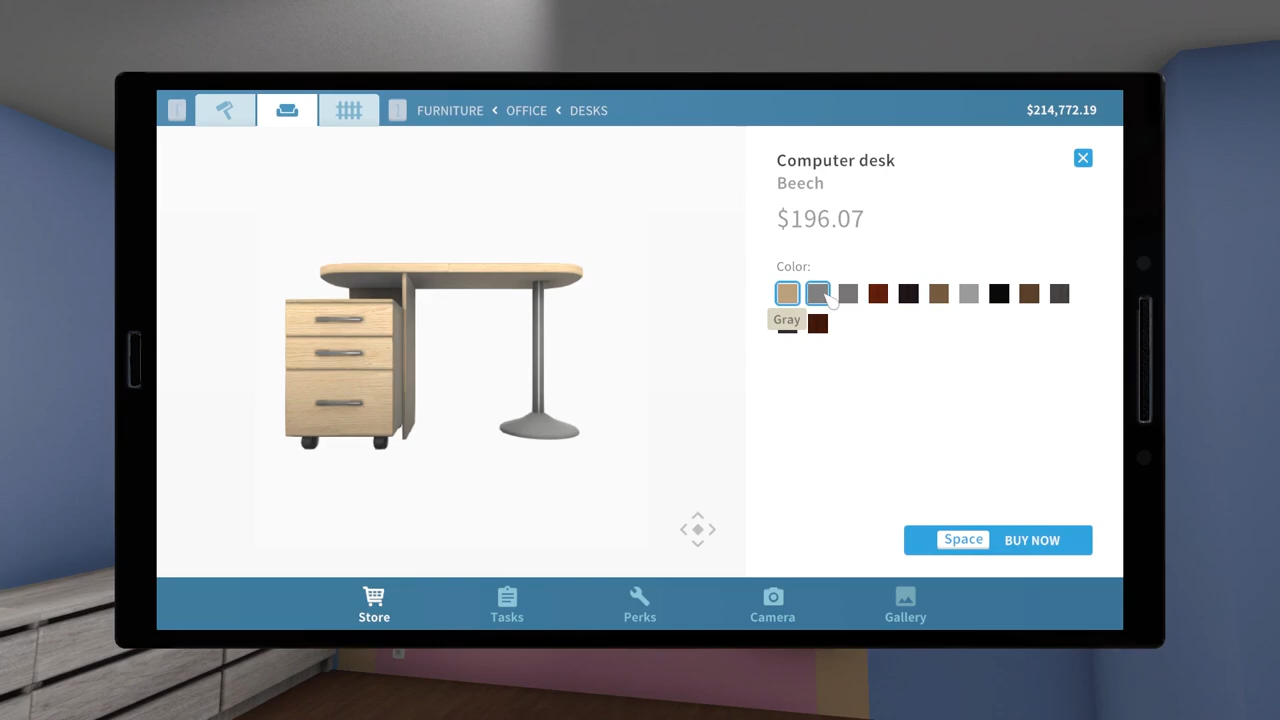 FURNITURE < OFFICE < DESKS
$214,772.19
Computer desk
Beech
$196.07
Color:
Gray
Space BUY NOW
Store
Tasks
Perks
Camera
Gallery